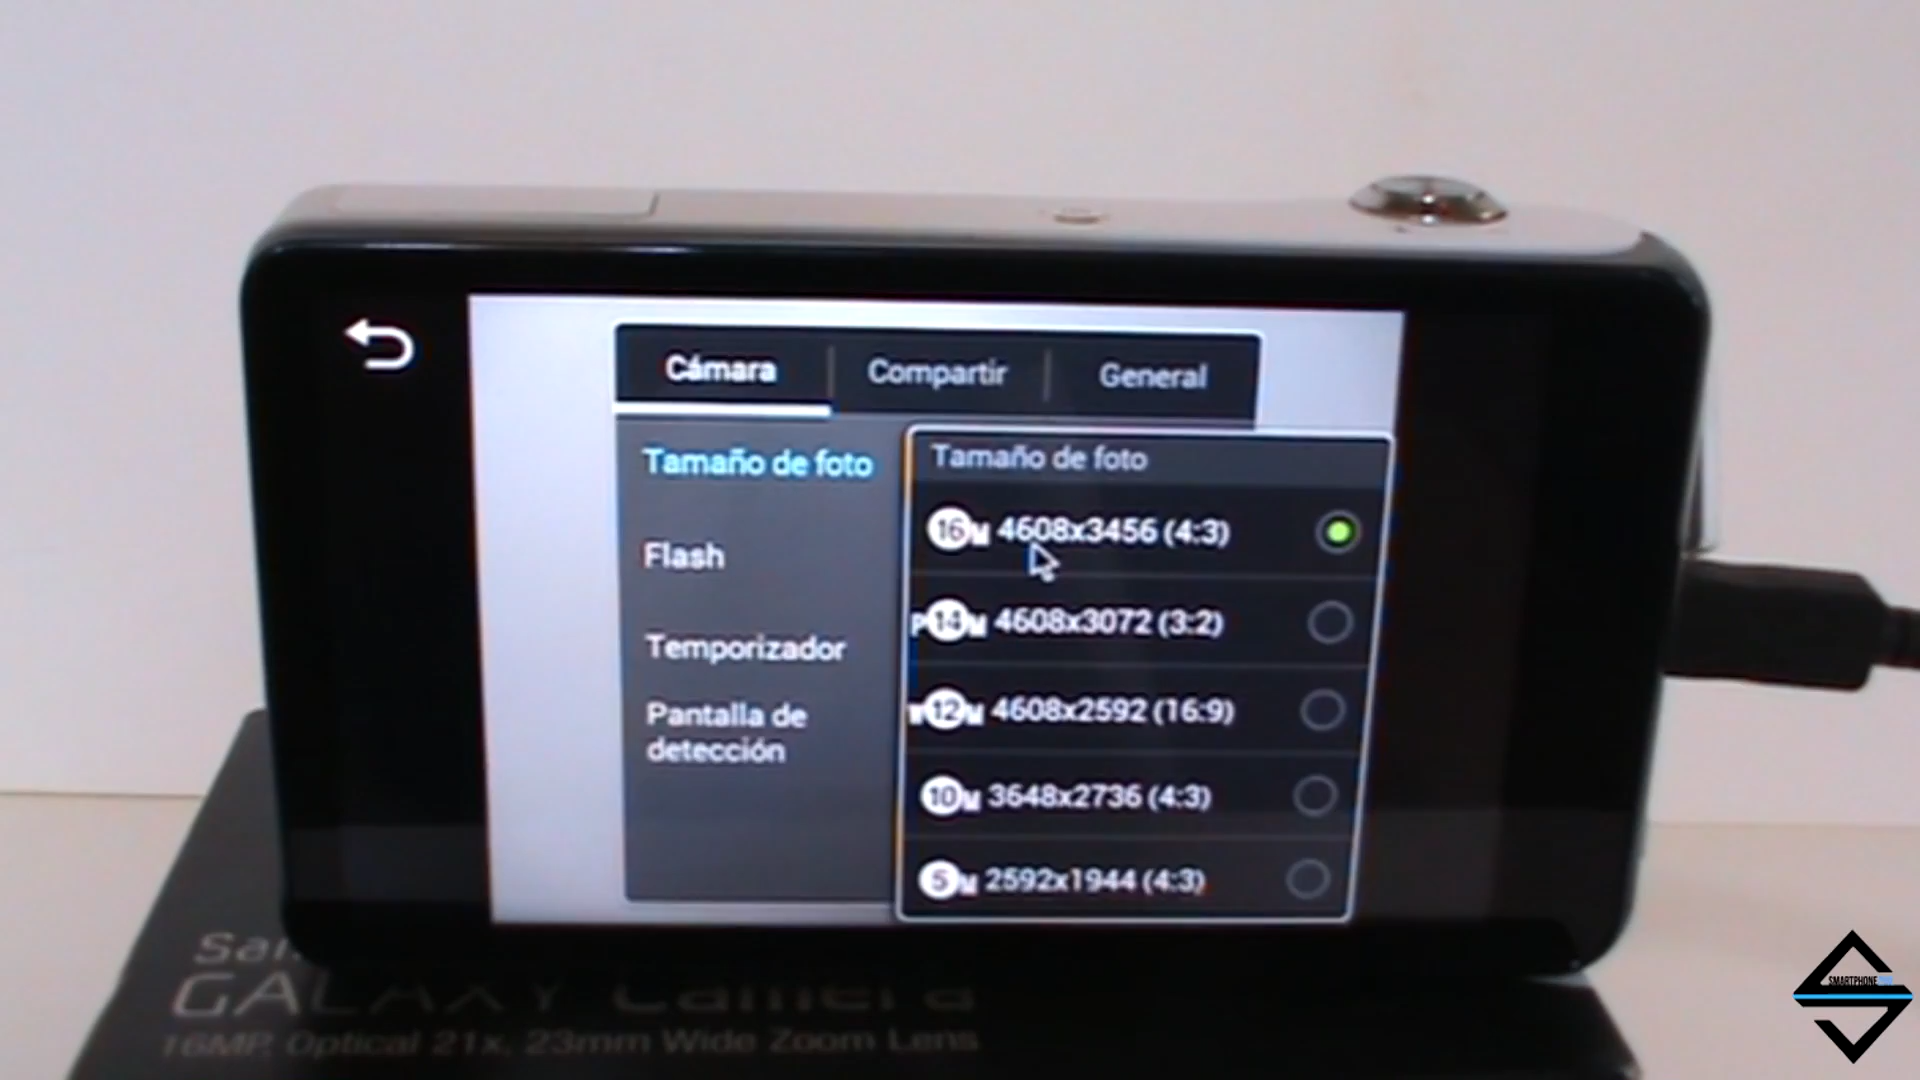 Cámara
Compartir
General
Tamaño de foto
Flash
Temporizador
Pantalla de
detección
Tamaño de foto
16M 4608x3456 (4:3)
P14M 4608x3072 (3:2)
W12M 4608x2592 (16:9)
10M 3648x2736 (4:3)
5M 2592x1944 (4:3)
GALAXY Camera
16MP, Optical 21x, 23mm Wide Zoom Lens
SMARTPHONE